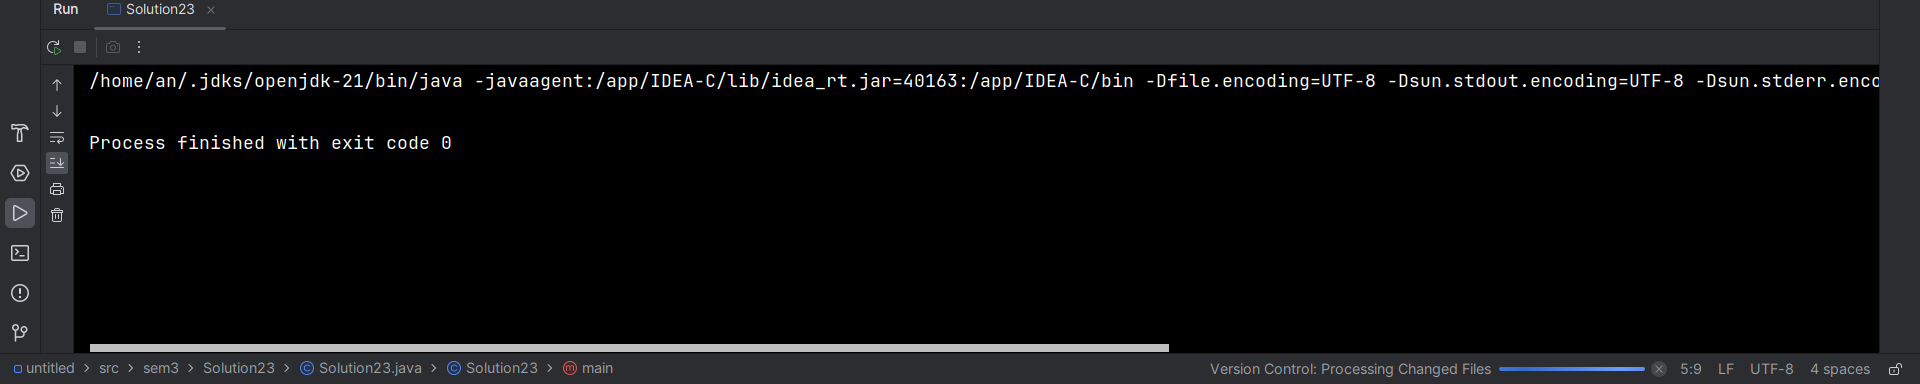 Run Solution23
/home/an/.jdks/openjdk-21/bin/java -javaagent:/app/IDEA-C/lib/idea_rt.jar=40163:/app/IDEA-C/bin -Dfile.encoding=UTF-8 -Dsun.stdout.encoding=UTF-8 -Dsun.stderr.enco
Process finished with exit code 0
untitled > src > sem3 > Solution23 > Solution23.java > Solution23 > main Version Control: Processing Changed Files 5:9 LF UTF-8 4 spaces